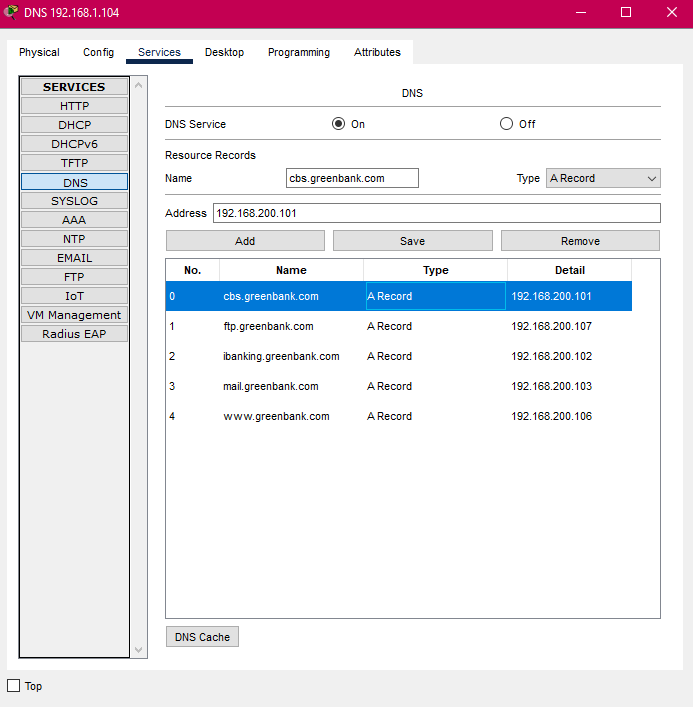 DNS 192.168.1.104
Physical Config Services Desktop Programming Attributes
SERVICES
HTTP
DHCP
DHCPv6
TFTP
DNS
SYSLOG
AAA
NTP
EMAIL
FTP
IoT
VM Management
Radius EAP
DNS
DNS Service On Off
Resource Records
Name cbs.greenbank.com Type A Record
Address 192.168.200.101
Add Save Remove
No. Name Type Detail
0 cbs.greenbank.com A Record 192.168.200.101
1 ftp.greenbank.com A Record 192.168.200.107
2 ibanking.greenbank.com A Record 192.168.200.102
3 mail.greenbank.com A Record 192.168.200.103
4 www.greenbank.com A Record 192.168.200.106
DNS Cache
Top